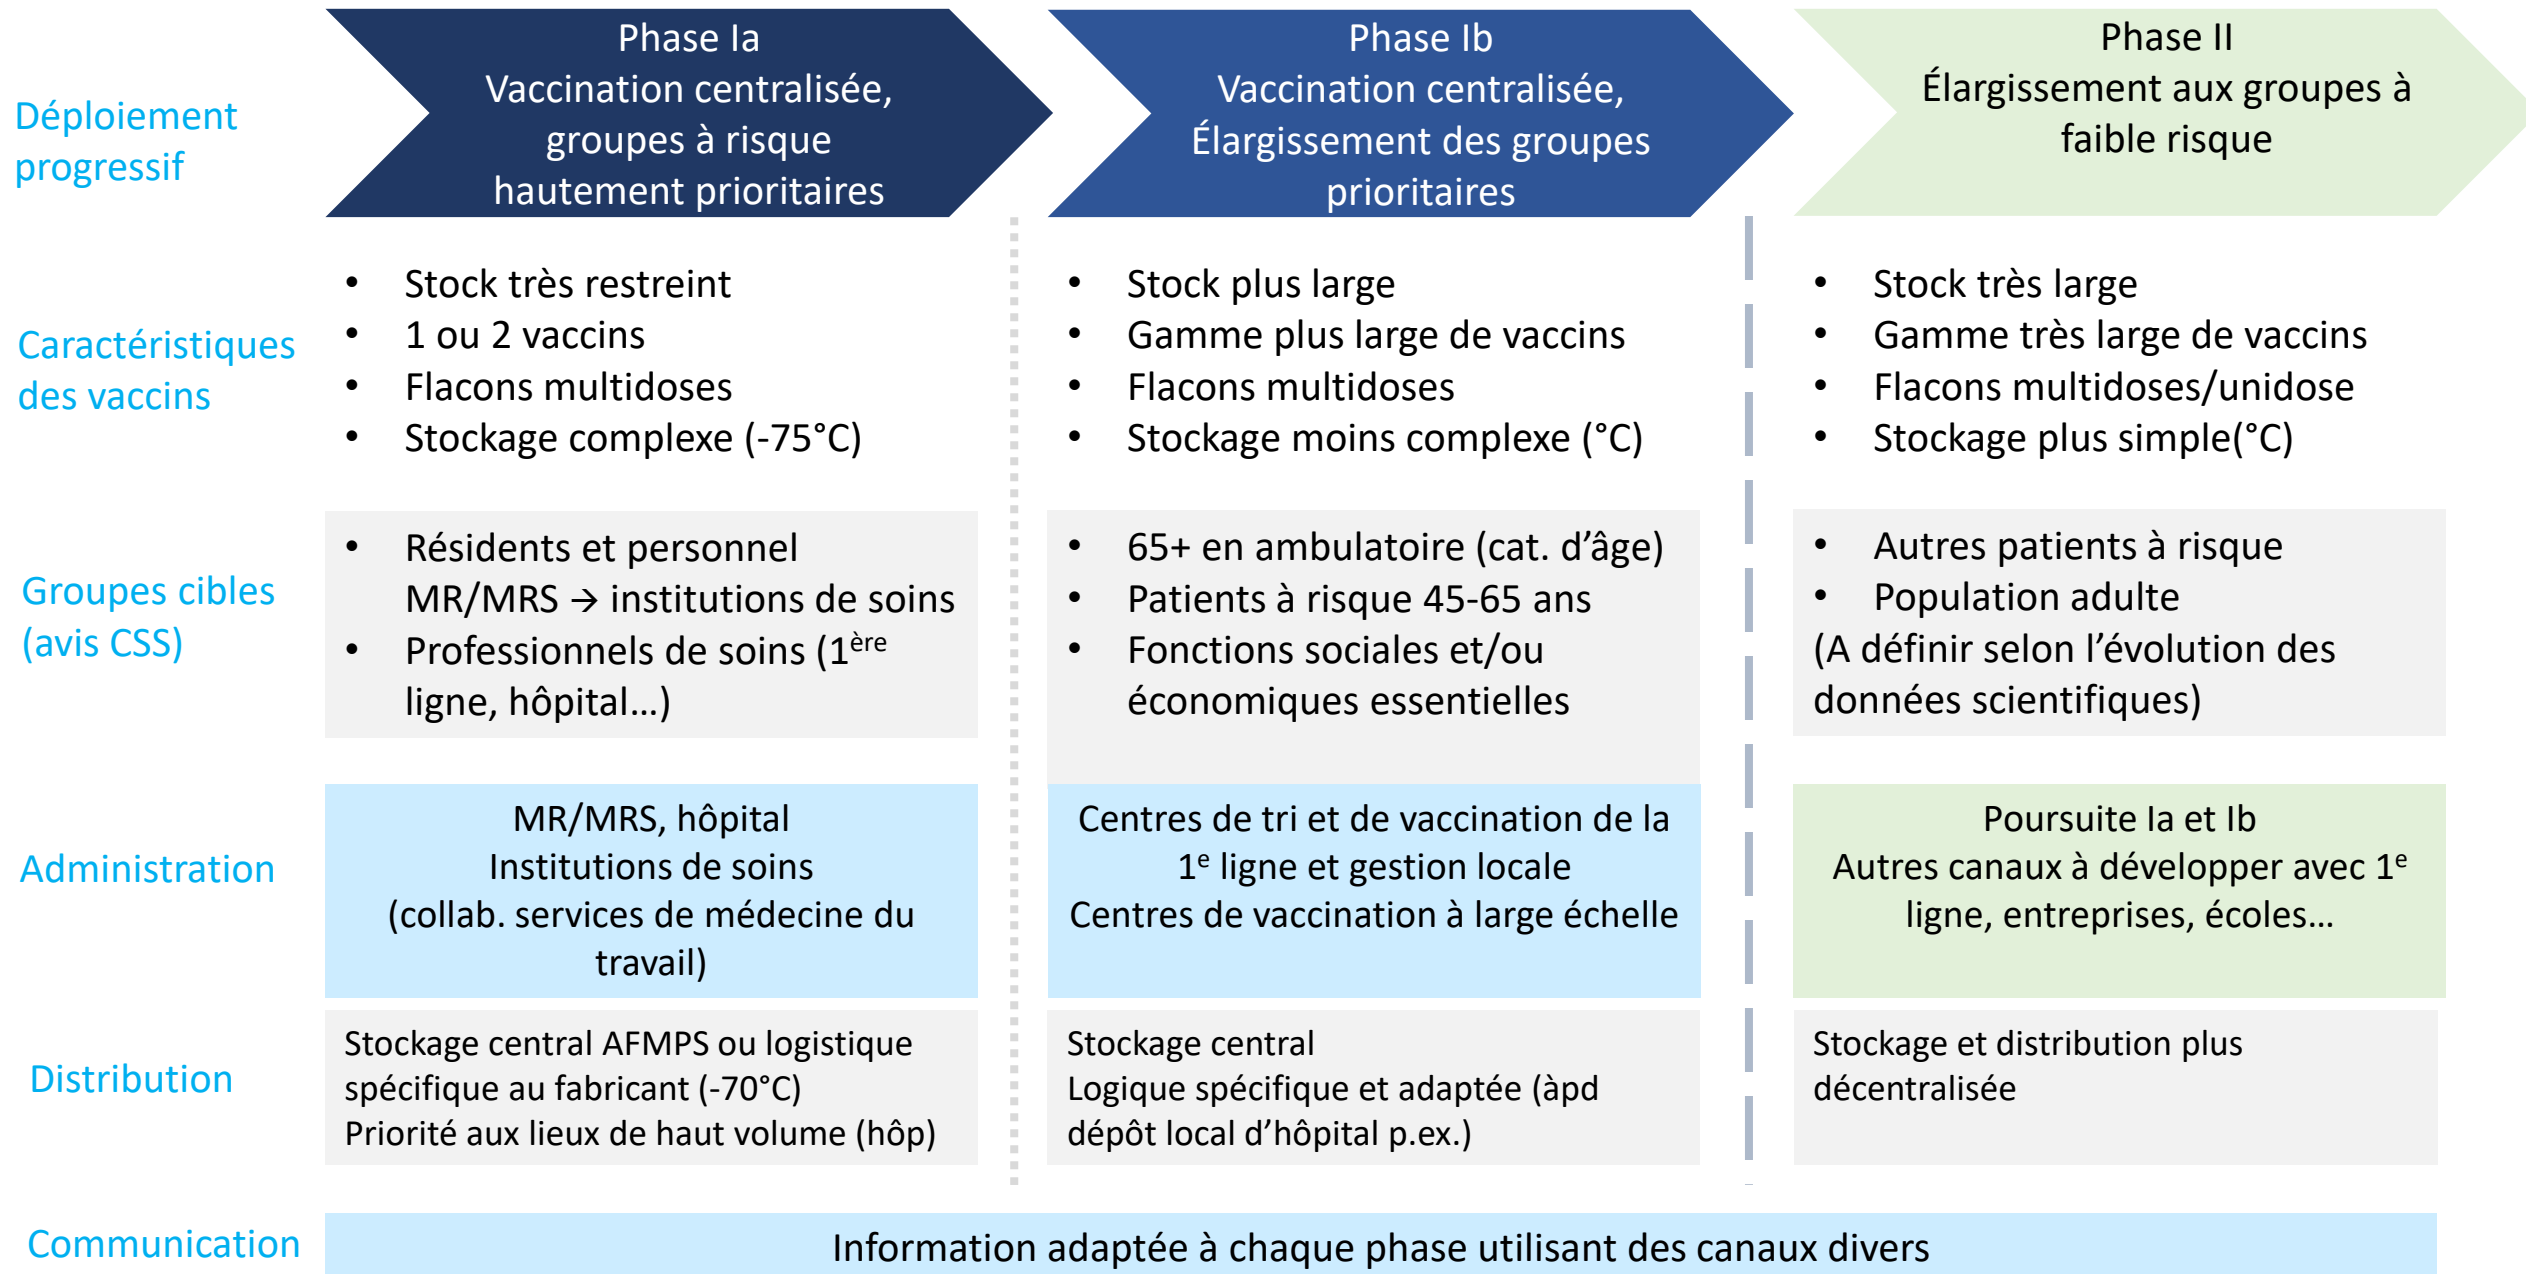 Déploiement
progressif
Phase Ia
Vaccination centralisée,
groupes à risque
hautement prioritaires
Phase Ib
Vaccination centralisée,
Élargissement des groupes
prioritaires
Phase II
Élargissement aux groupes à
faible risque
Caractéristiques
des vaccins
• Stock très restreint
• 1 ou 2 vaccins
• Flacons multidoses
• Stockage complexe (-75°C)
• Stock plus large
• Gamme plus large de vaccins
• Flacons multidoses
• Stockage moins complexe (°C)
• Stock très large
• Gamme très large de vaccins
• Flacons multidoses/unidose
• Stockage plus simple(°C)
Groupes cibles
(avis CSS)
• Résidents et personnel
MR/MRS → institutions de soins
• Professionnels de soins (1ère
ligne, hôpital…)
• 65+ en ambulatoire (cat. d’âge)
• Patients à risque 45-65 ans
• Fonctions sociales et/ou
économiques essentielles
• Autres patients à risque
• Population adulte
(A définir selon l’évolution des
données scientifiques)
Administration
MR/MRS, hôpital
Institutions de soins
(collab. services de médecine du
travail)
Centres de tri et de vaccination de la
1e ligne et gestion locale
Centres de vaccination à large échelle
Poursuite Ia et Ib
Autres canaux à développer avec 1e
ligne, entreprises, écoles…
Distribution
Stockage central AFMPS ou logistique
spécifique au fabricant (-70°C)
Priorité aux lieux de haut volume (hôp)
Stockage central
Logique spécifique et adaptée (àpd
dépôt local d’hôpital p.ex.)
Stockage et distribution plus
décentralisée
Communication
Information adaptée à chaque phase utilisant des canaux divers